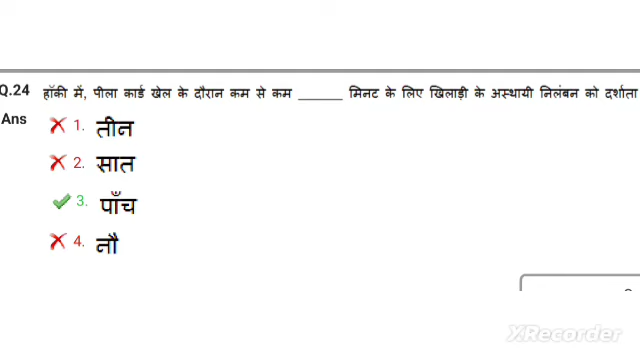 Q.24 हॉकी में, पीला कार्ड खेल के दौरान कम से कम ______ मिनट के लिए खिलाड़ी के अस्थायी निलंबन को दर्शाता
Ans 1. तीन
2. सात
3. पाँच
4. नौ
XRecorder